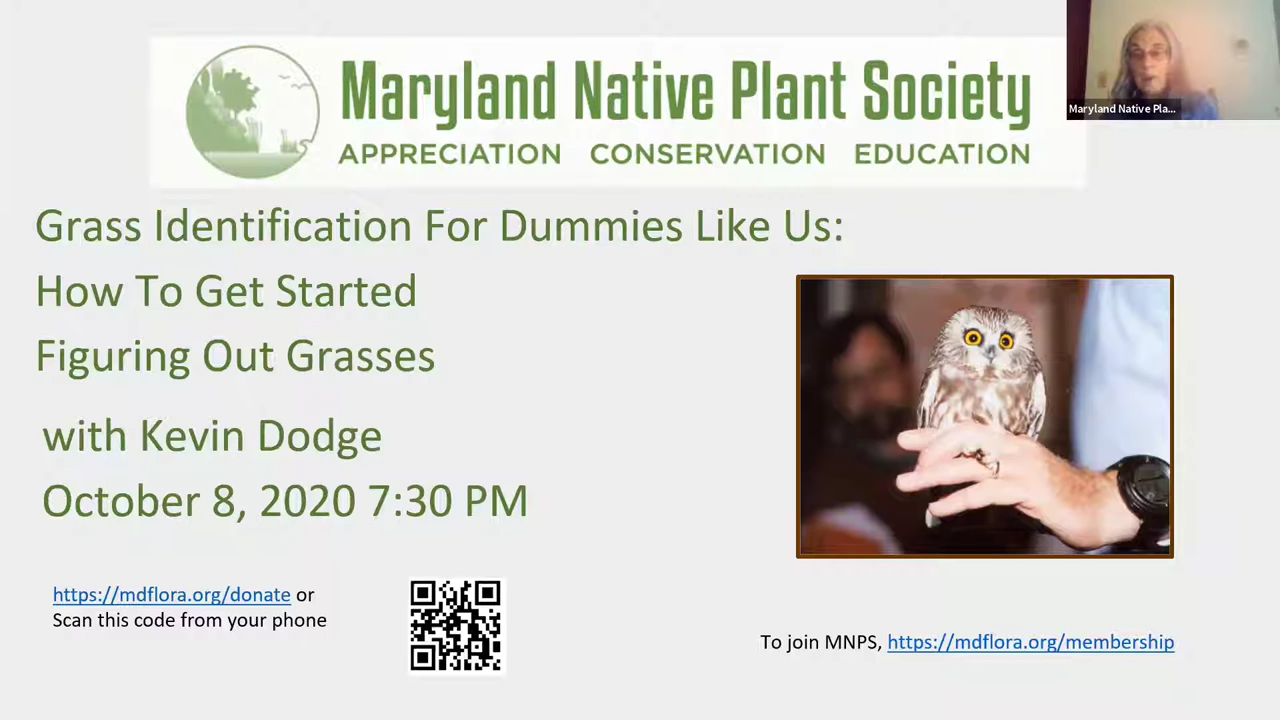 Maryland Native Plant Society
APPRECIATION CONSERVATION EDUCATION
Maryland Native Pla...
Grass Identification For Dummies Like Us:
How To Get Started
Figuring Out Grasses
with Kevin Dodge
October 8, 2020 7:30 PM
https://mdflora.org/donate or
Scan this code from your phone
To join MNPS, https://mdflora.org/membership